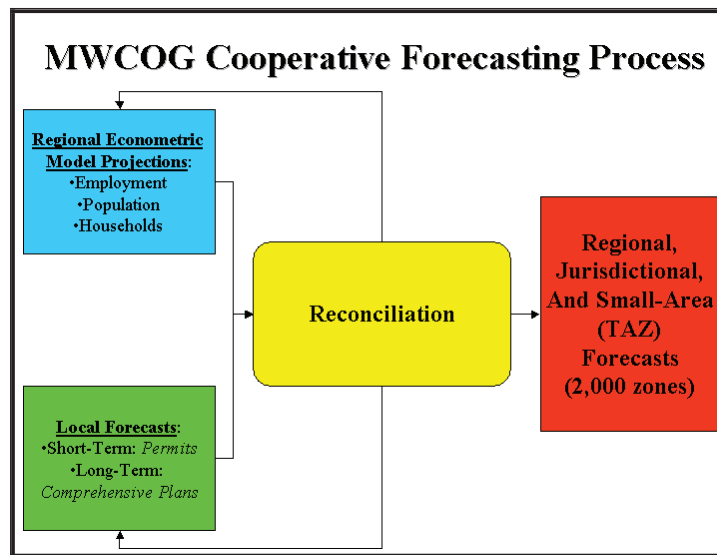 MWCOG Cooperative Forecasting Process
Regional Econometric
Model Projections:
•Employment
•Population
•Households
Reconciliation
Regional,
Jurisdictional,
And Small-Area
(TAZ)
Forecasts
(2,000 zones)
Local Forecasts:
•Short-Term: Permits
•Long-Term:
Comprehensive Plans